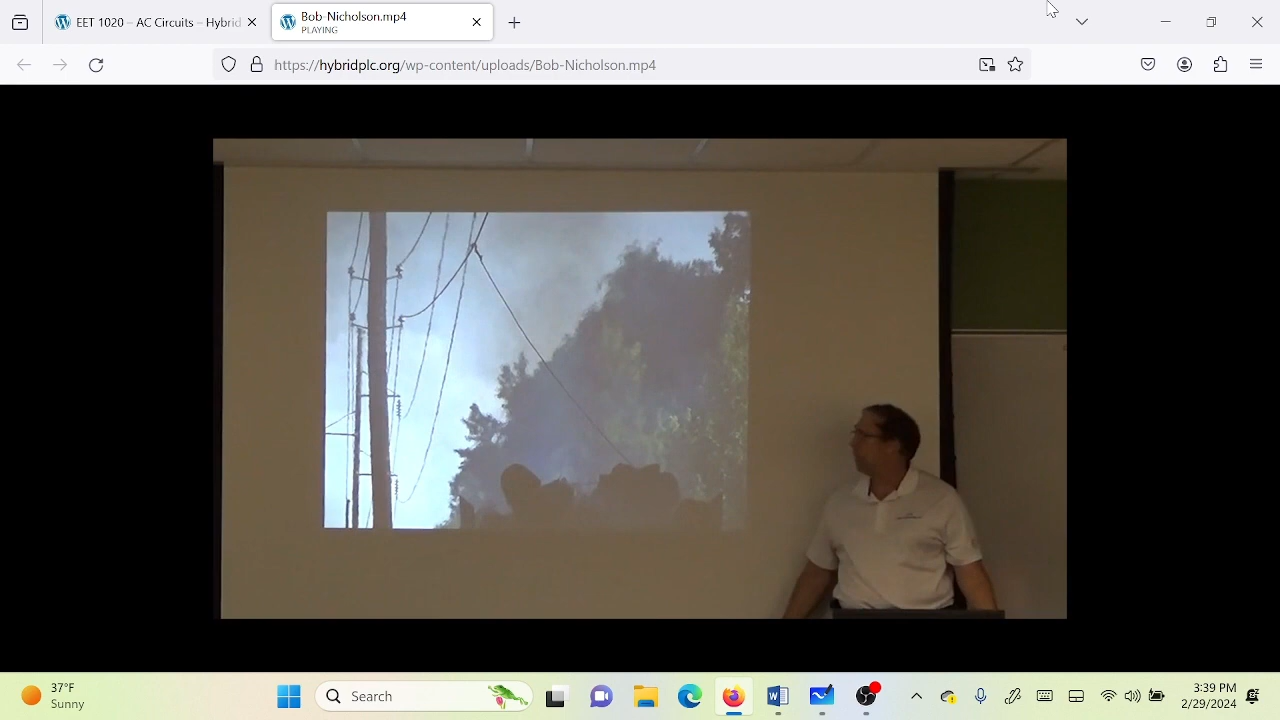 EET 1020 – AC Circuits – Hybrid
Bob-Nicholson.mp4
PLAYING
https://hybridplc.org/wp-content/uploads/Bob-Nicholson.mp4
37°F
Sunny
Search
3:39 PM
2/29/2024